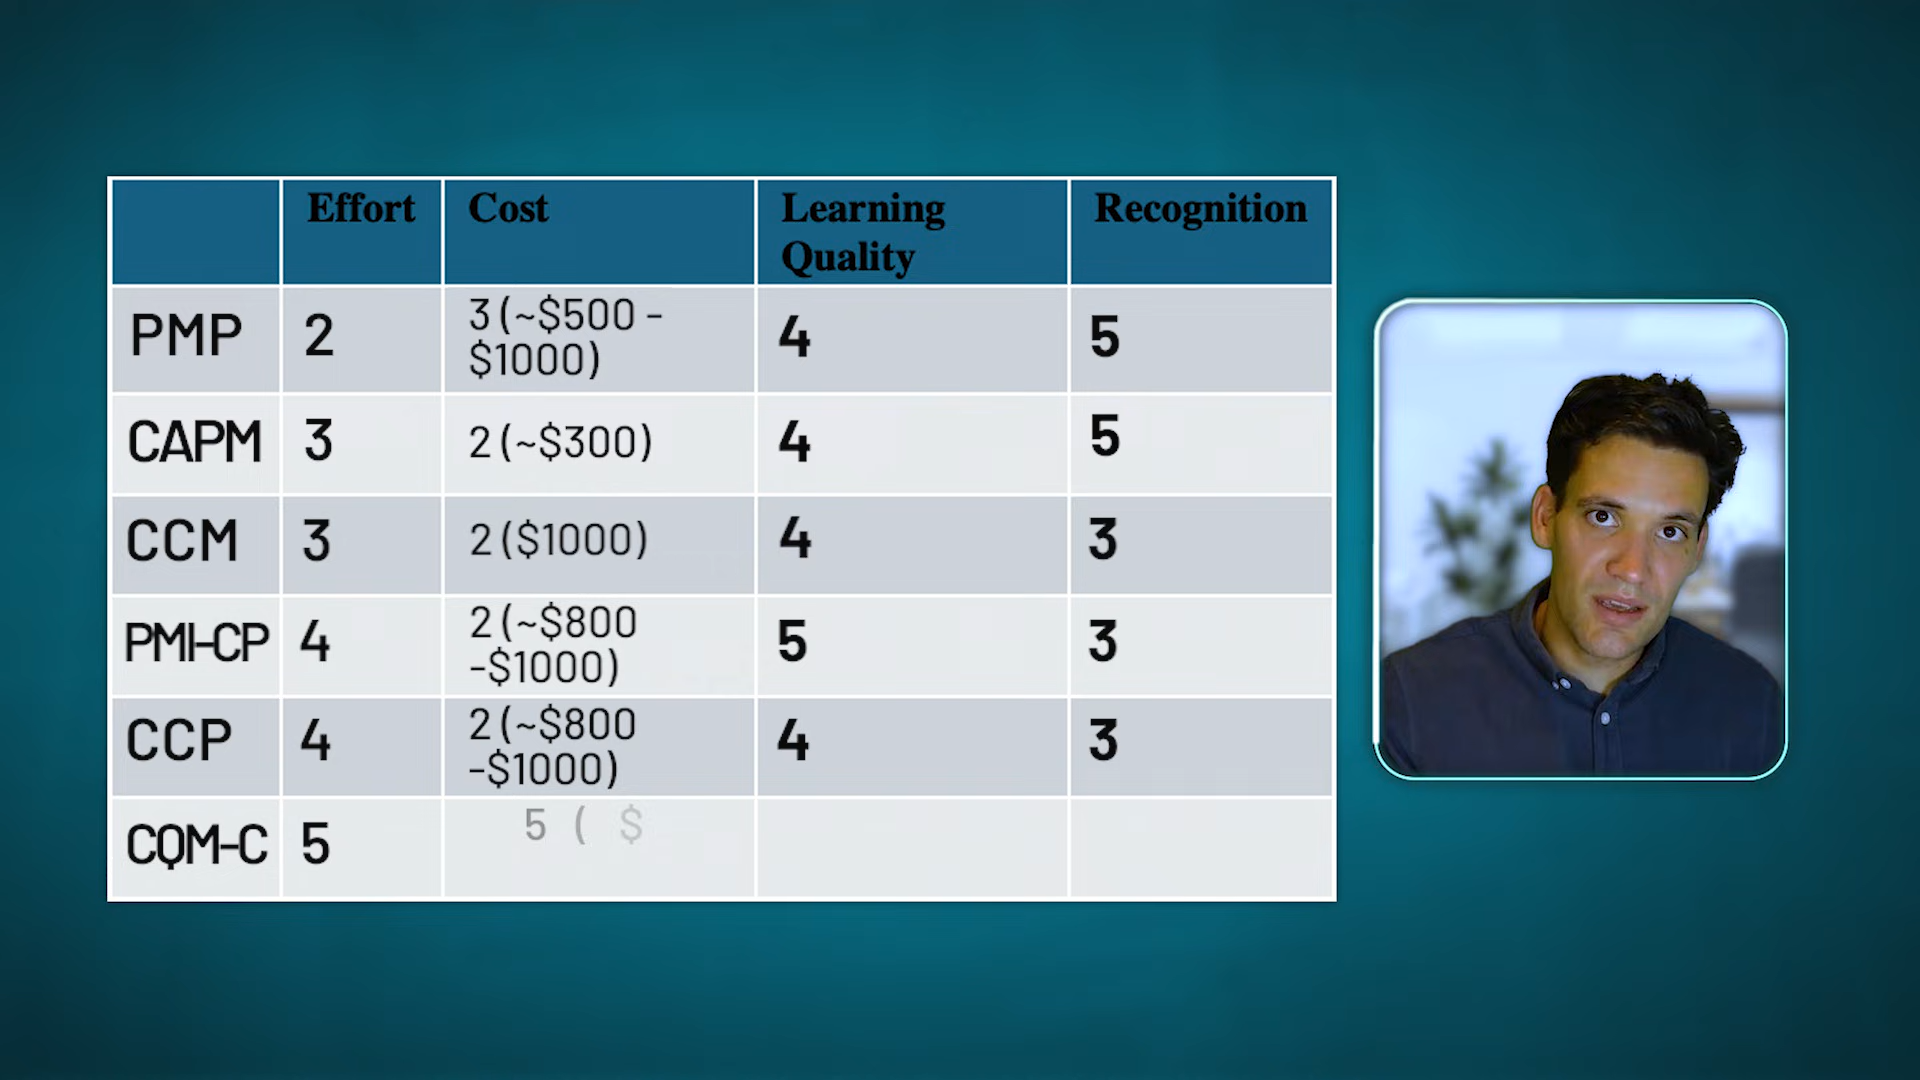 Effort Cost Learning Quality Recognition
PMP 2 3 (~$500 - $1000) 4 5
CAPM 3 2 (~$300) 4 5
CCM 3 2 ($1000) 4 3
PMI-CP 4 2 (~$800 -$1000) 5 3
CCP 4 2 (~$800 -$1000) 4 3
CQM-C 5 5 ( $